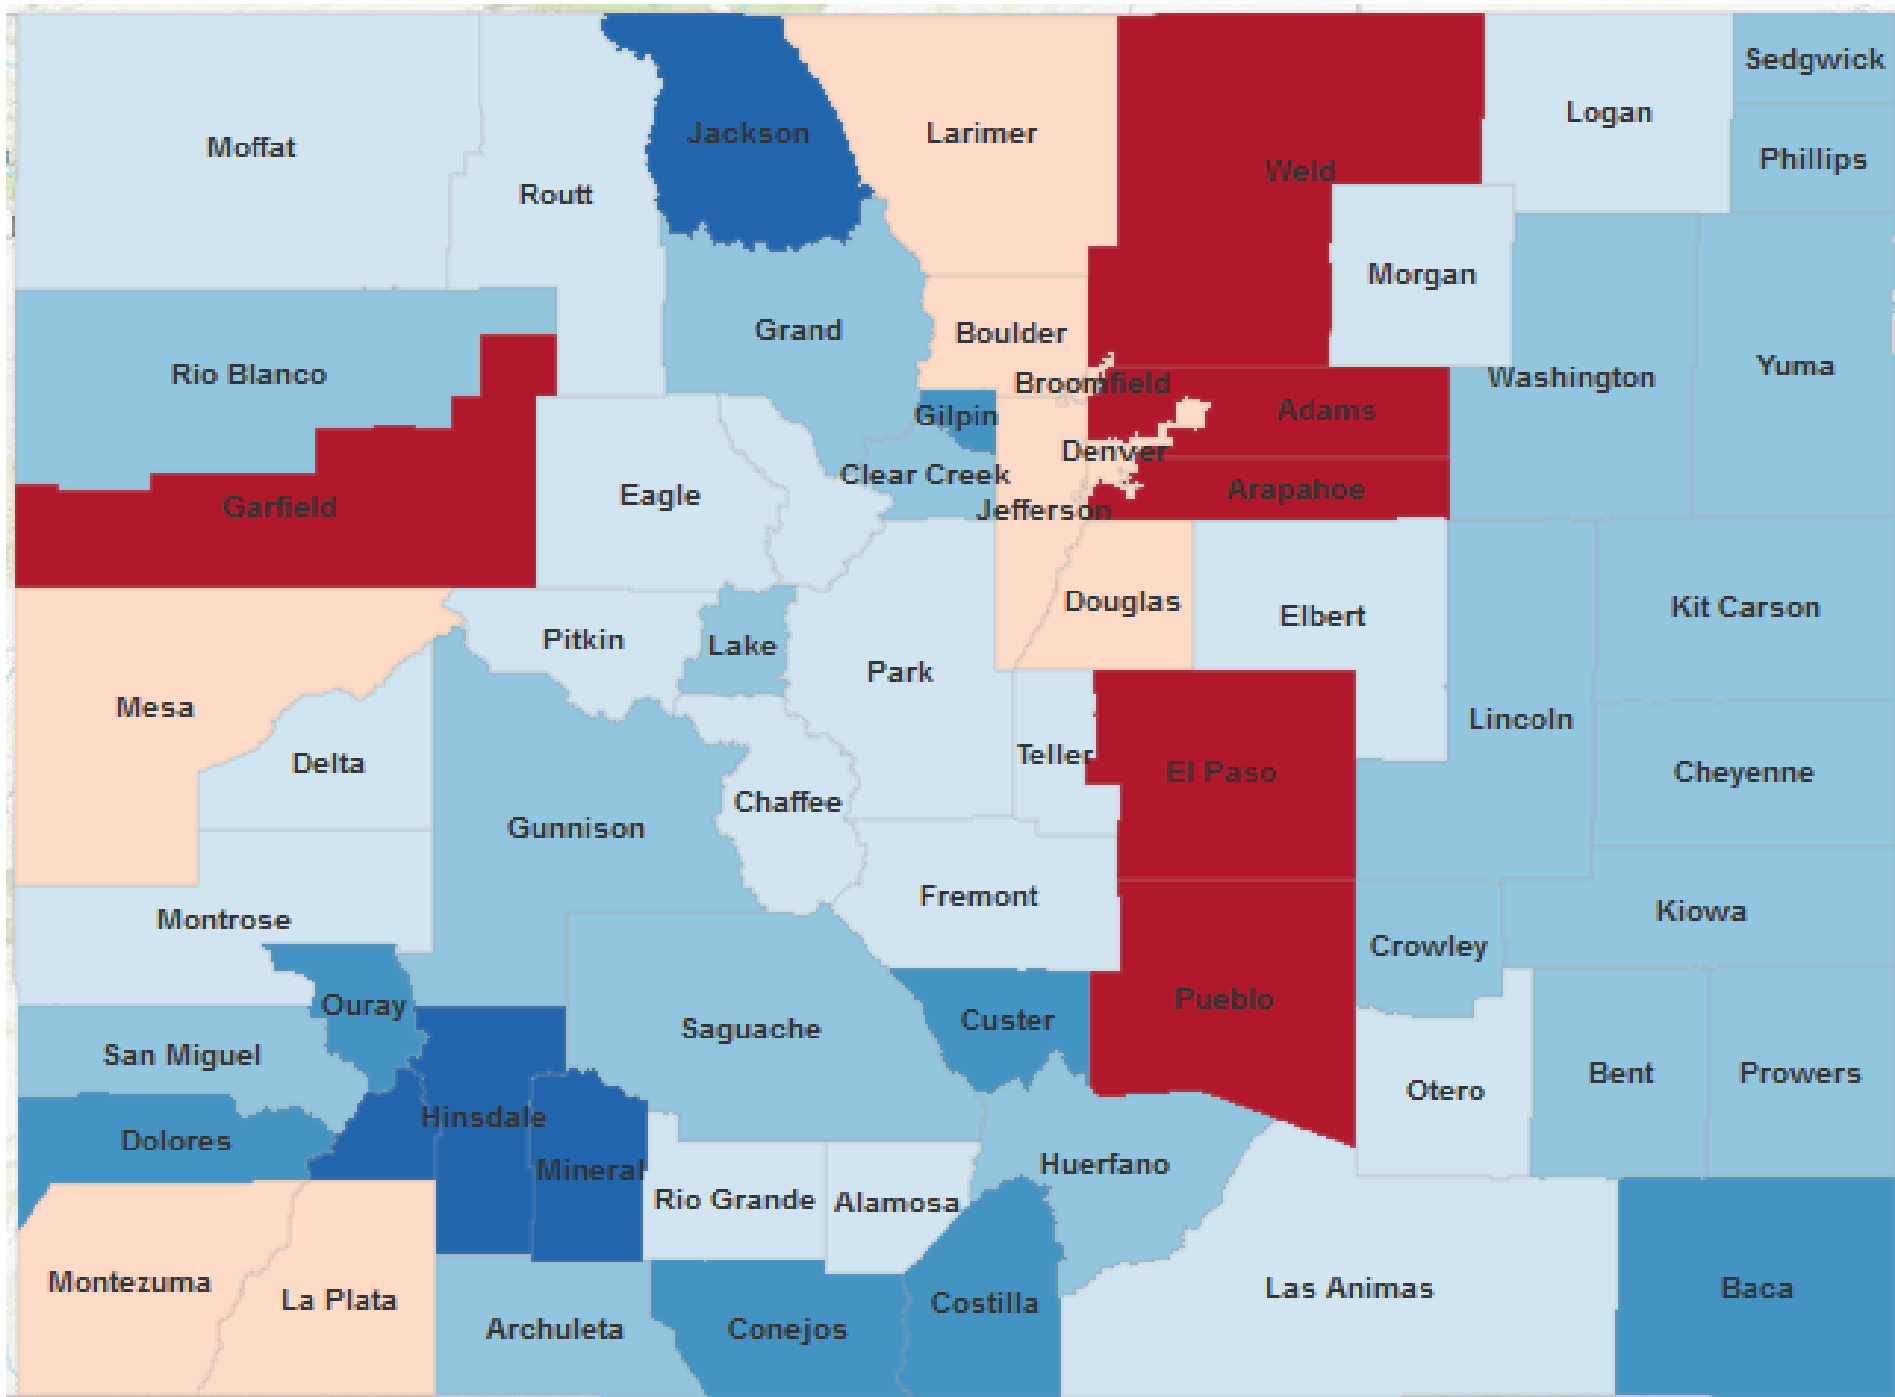 Sedgwick
Logan
Jackson
Larimer
Moffat
Phillips
Weld
Routt
Morgan
Grand
Boulder
Yuma
Rio Blanco
Broomfield
Washington
Gilpin
Adams
Denver
Clear Creek
Eagle
Arapahoe
Garfield
Jefferson
Douglas
Kit Carson
Elbert
Pitkin
Lake
Park
Mesa
Lincoln
Teller
Delta
El Paso
Cheyenne
Chaffee
Gunnison
Fremont
Kiowa
Montrose
Crowley
Pueblo
Ouray
Custer
Saguache
San Miguel
Bent
Prowers
Otero
Hinsdale
Dolores
Huerfano
Mineral
Rio Grande
Alamosa
Montezuma
Las Animas
Baca
La Plata
Costilla
Archuleta
Conejos